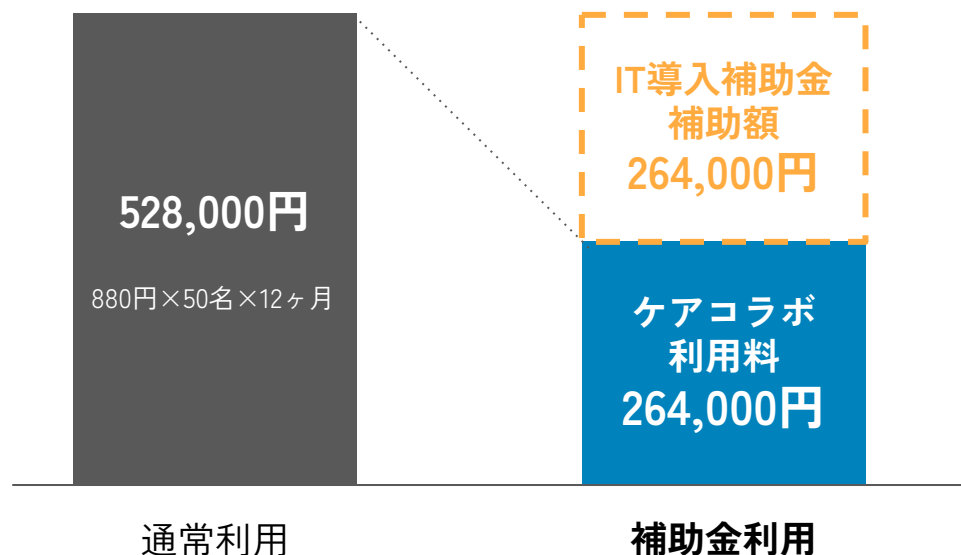 528,000円
880円×50名×12ヶ月
IT導入補助金
補助額
264,000円
ケアコラボ
利用料
264,000円
通常利用
補助金利用